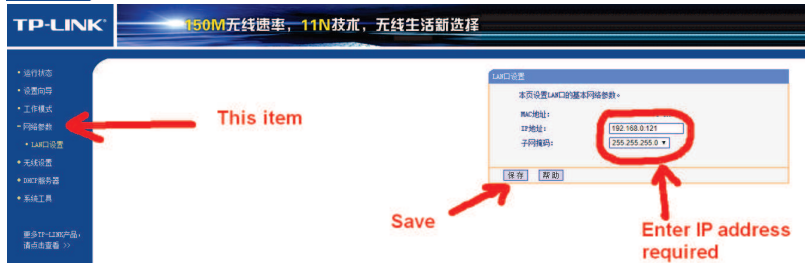 TP-LINK®
150M无线速率，11N技术，无线生活新选择
• 运行状态
• 设置向导
• 工作模式
- 网络参数
• LAN口设置
• 无线设置
• DHCP服务器
• 系统工具
更多TP-LINK产品，
请点击查看 >>
This item
LAN口设置
本页设置LAN口的基本网络参数。
MAC地址：
IP地址： 192.168.0.121
子网掩码： 255.255.255.0
保存 帮助
Save
Enter IP address
required